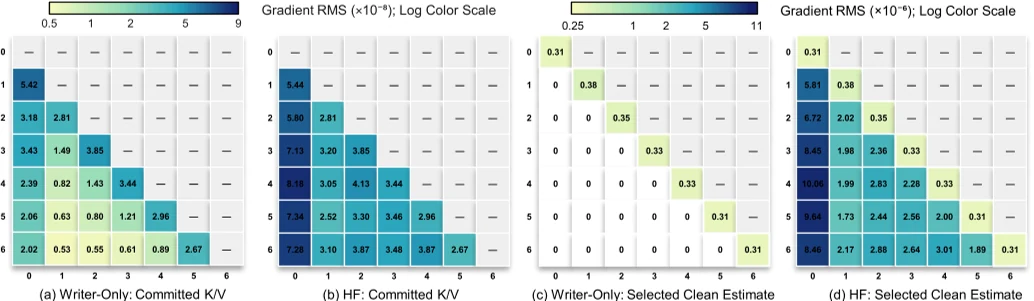 0.5 1 2 5 9
Gradient RMS (×10⁻⁸); Log Color Scale
0.25 1 2 5 11
Gradient RMS (×10⁻⁶); Log Color Scale
0 — — — — — — —
1 5.42 — — — — — —
2 3.18 2.81 — — — — —
3 3.43 1.49 3.85 — — — —
4 2.39 0.82 1.43 3.44 — — —
5 2.06 0.63 0.80 1.21 2.96 — —
6 2.02 0.53 0.55 0.61 0.89 2.67 —
0 1 2 3 4 5 6
(a) Writer-Only: Committed K/V
0 — — — — — — —
1 5.44 — — — — — —
2 5.80 2.81 — — — — —
3 7.13 3.20 3.85 — — — —
4 8.18 3.05 4.13 3.44 — — —
5 7.34 2.52 3.30 3.46 2.96 — —
6 7.28 3.10 3.87 3.48 3.87 2.67 —
0 1 2 3 4 5 6
(b) HF: Committed K/V
0 0.31 — — — — — —
1 0 0.38 — — — — —
2 0 0 0.35 — — — —
3 0 0 0 0.33 — — —
4 0 0 0 0 0.33 — —
5 0 0 0 0 0 0.31 —
6 0 0 0 0 0 0 0.31
0 1 2 3 4 5 6
(c) Writer-Only: Selected Clean Estimate
0 0.31 — — — — — —
1 5.81 0.38 — — — — —
2 6.72 2.02 0.35 — — — —
3 8.45 1.98 2.36 0.33 — — —
4 10.06 1.99 2.83 2.28 0.33 — —
5 9.64 1.73 2.44 2.56 2.00 0.31 —
6 8.46 2.17 2.88 2.64 3.01 1.89 0.31
0 1 2 3 4 5 6
(d) HF: Selected Clean Estimate